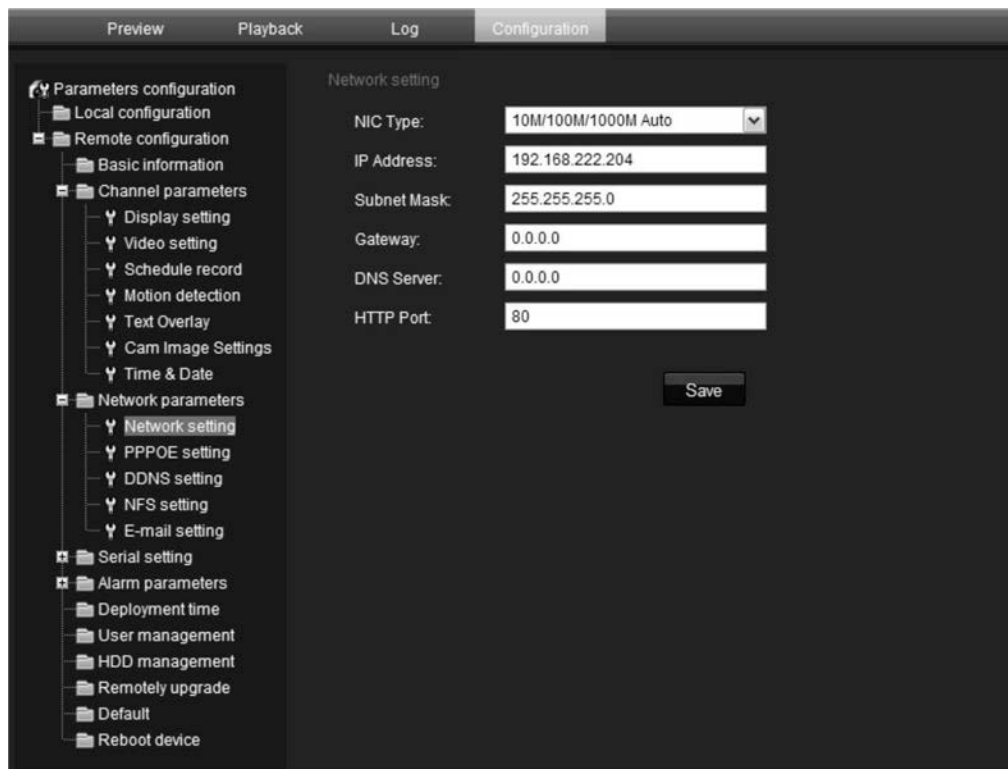 Preview Playback Log Configuration
Parameters configuration
Local configuration
Remote configuration
Basic information
Channel parameters
Display setting
Video setting
Schedule record
Motion detection
Text Overlay
Cam Image Settings
Time & Date
Network parameters
Network setting
PPPOE setting
DDNS setting
NFS setting
E-mail setting
Serial setting
Alarm parameters
Deployment time
User management
HDD management
Remotely upgrade
Default
Reboot device
Network setting
NIC Type: 10M/100M/1000M Auto
IP Address: 192.168.222.204
Subnet Mask: 255.255.255.0
Gateway: 0.0.0.0
DNS Server: 0.0.0.0
HTTP Port: 80
Save